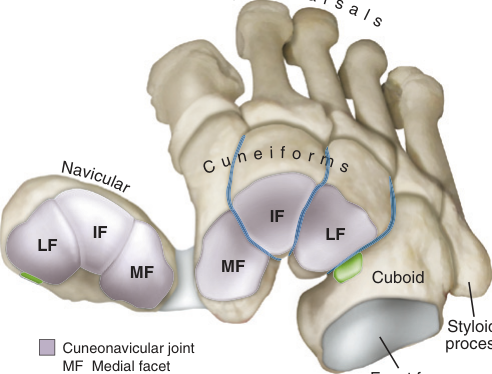 Cuneiforms
Navicular
LF
IF
MF
MF
IF
LF
Cuboid
Cuneonavicular joint
MF Medial facet